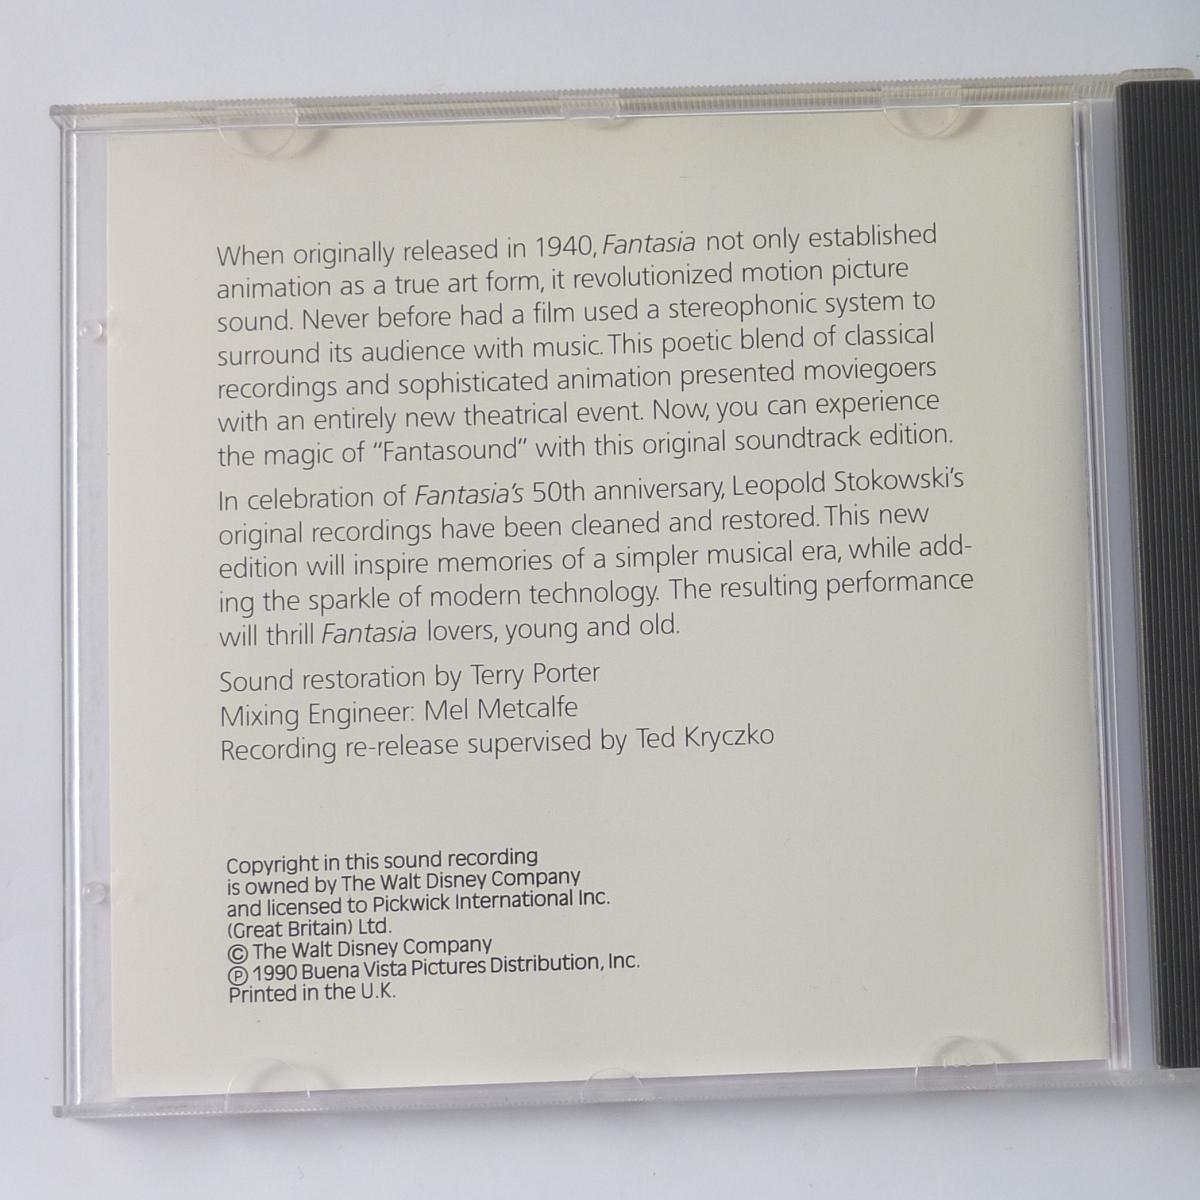 When originally released in 1940, Fantasia not only established
animation as a true art form, it revolutionized motion picture
sound. Never before had a film used a stereophonic system to
surround its audience with music. This poetic blend of classical
recordings and sophisticated animation presented moviegoers
with an entirely new theatrical event. Now, you can experience
the magic of “Fantasound” with this original soundtrack edition.
In celebration of Fantasia’s 50th anniversary, Leopold Stokowski’s
original recordings have been cleaned and restored. This new
edition will inspire memories of a simpler musical era, while add-
ing the sparkle of modern technology. The resulting performance
will thrill Fantasia lovers, young and old.
Sound restoration by Terry Porter
Mixing Engineer: Mel Metcalfe
Recording re-release supervised by Ted Kryczko
Copyright in this sound recording
is owned by The Walt Disney Company
and licensed to Pickwick International Inc.
(Great Britain) Ltd.
© The Walt Disney Company
℗ 1990 Buena Vista Pictures Distribution, Inc.
Printed in the U.K.